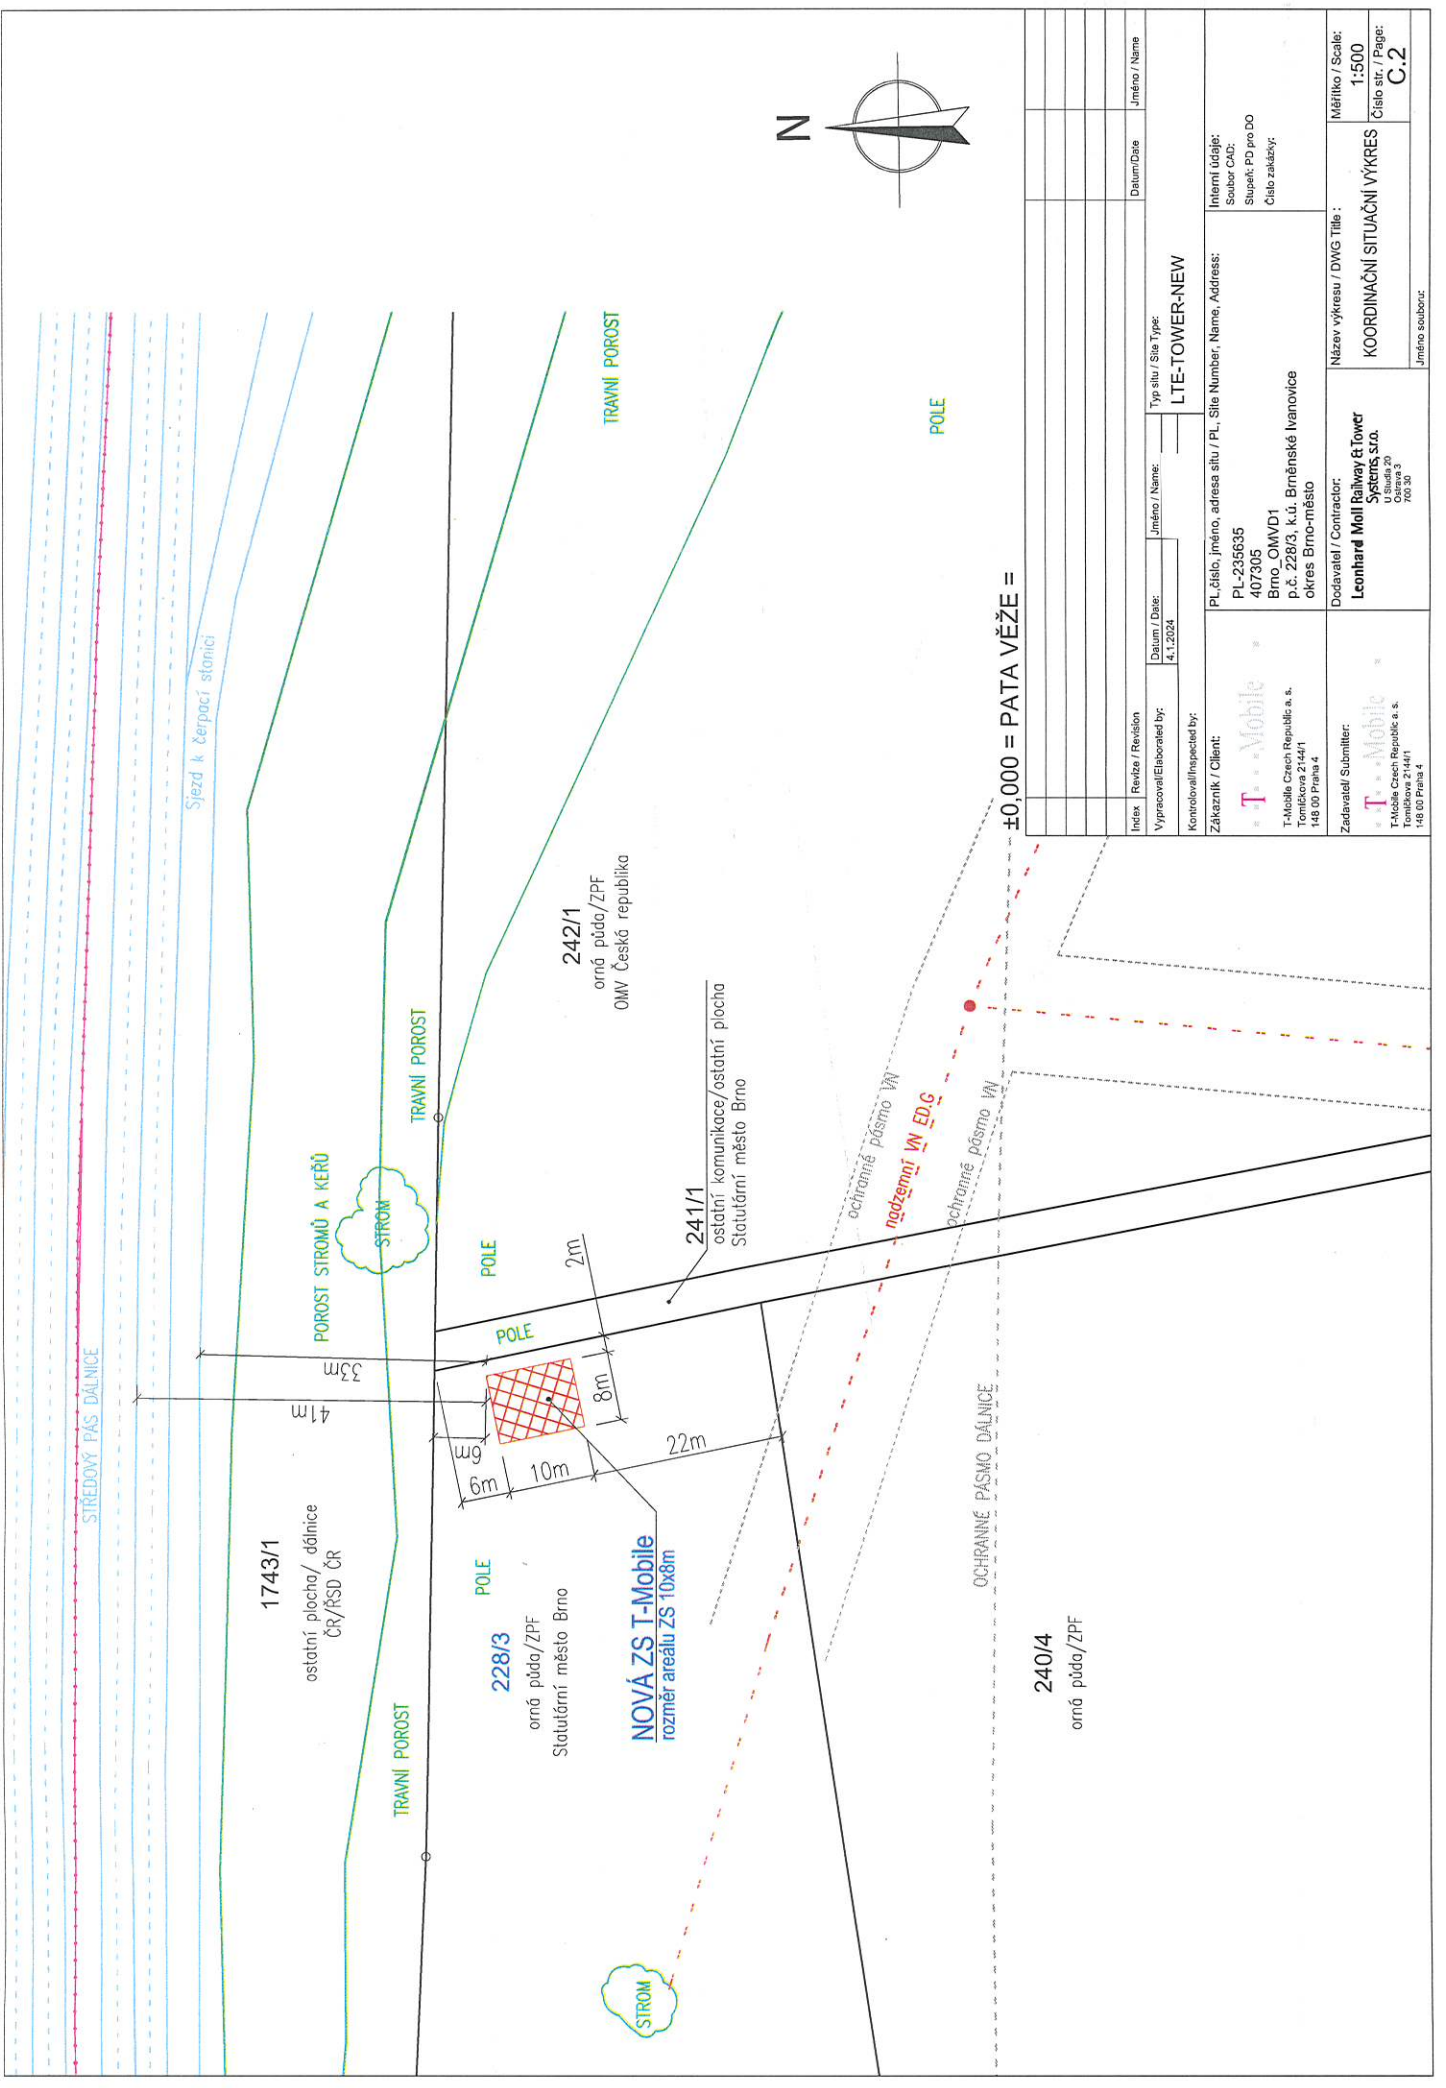 STŘEDOVÝ PÁS DÁLNICE
Sjezd k čerpací stanici
1743/1
ostatní plocha/ dálnice
ČR/ŘSD ČR
POROST STROMŮ A KEŘŮ
STROM
TRAVNÍ POROST
TRAVNÍ POROST
TRAVNÍ POROST
41m
33m
6m
6m
10m
22m
8m
2m
POLE
POLE
POLE
POLE
228/3
orná půda/ZPF
Statutární město Brno
NOVÁ ZS T-Mobile
rozměr areálu ZS 10x8m
242/1
orná půda/ZPF
OMV Česká republika
241/1
ostatní komunikace/ostatní plocha
Statutární město Brno
ochranné pásmo VN
nadzemní VN ED.G
ochranné pásmo VN
OCHRANNÉ PÁSMO DÁLNICE
240/4
orná půda/ZPF
STROM
N
±0,000 = PATA VĚŽE =
Index
Revize / Revision
Datum/Date
Jméno / Name
Vypracoval/Elaborated by:
Datum / Date:
4.1.2024
Jméno / Name:
Typ situ / Site Type:
LTE-TOWER-NEW
Kontroloval/Inspected by:
Zákazník / Client:
T Mobile
T-Mobile Czech Republic a. s.
Tomíčkova 2144/1
148 00 Praha 4
PL,číslo, jméno, adresa situ / PL, Site Number, Name, Address:
PL-235635
407305
Brno_OMVD1
p.č. 228/3, k.ú. Brněnské Ivanovice
okres Brno-město
Interní údaje:
Soubor CAD:
Stupeň: PD pro DO
Číslo zakázky:
Zadavatel/ Submitter:
T Mobile
T-Mobile Czech Republic a. s.
Tomíčkova 2144/1
148 00 Praha 4
Dodavatel / Contractor:
Leonhard Moll Railway & Tower
Systems, s.r.o.
U Studia 20
Ostrava 3
700 30
Název výkresu / DWG Title :
KOORDINAČNÍ SITUAČNÍ VÝKRES
Jméno souboru:
Měřítko / Scale:
1:500
Číslo str. / Page:
C.2